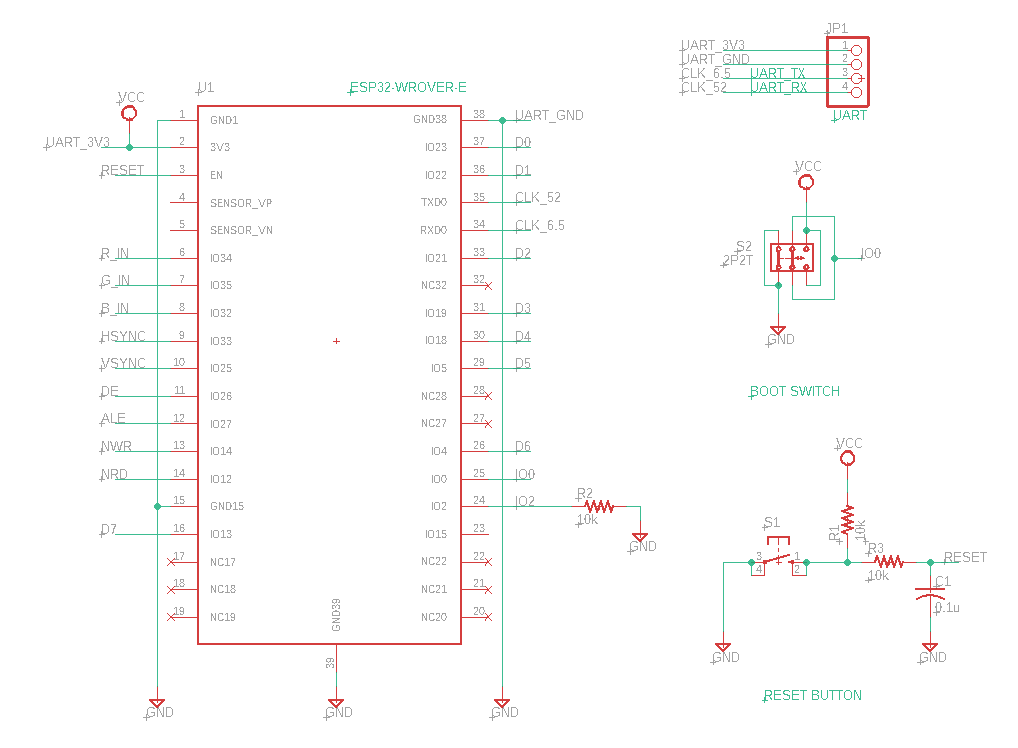 JP1
UART_3V3 1
UART_GND 2
CLK_6.5 UART_TX 3
CLK_52 UART_RX 4
UART
U1 ESP32-WROVER-E
VCC
1 GND1 GND38 38 UART_GND
UART_3V3 2 3V3 IO23 37 D0
RESET 3 EN IO22 36 D1
4 SENSOR_VP TXD0 35 CLK_52
5 SENSOR_VN RXD0 34 CLK_6.5
R_IN 6 IO34 IO21 33 D2
G_IN 7 IO35 NC32 32
B_IN 8 IO32 IO19 31 D3
HSYNC 9 IO33 IO18 30 D4
VSYNC 10 IO25 IO5 29 D5
DE 11 IO26 NC28 28
ALE 12 IO27 NC27 27
NWR 13 IO14 IO4 26 D6
NRD 14 IO12 IO0 25 IO0
15 GND15 IO2 24 IO2
D7 16 IO13 IO15 23
17 NC17 NC22 22
18 NC18 NC21 21
19 NC19 NC20 20
GND39
39
GND
GND
GND
R2
10k
GND
VCC
S2
2P2T
IO0
GND
BOOT SWITCH
VCC
R1
10k
S1
3 1
4 2
R3
10k
RESET
C1
0.1u
GND
GND
RESET BUTTON